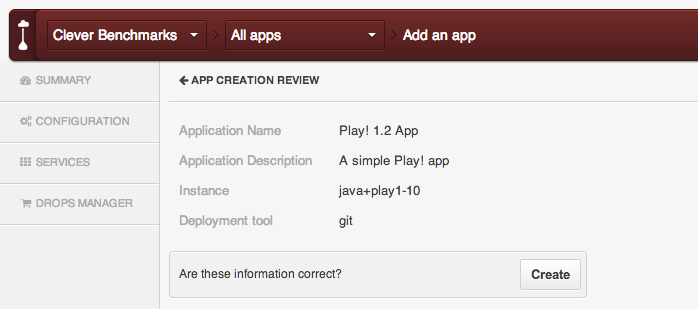 Clever Benchmarks All apps Add an app
SUMMARY
CONFIGURATION
SERVICES
DROPS MANAGER
APP CREATION REVIEW
Application Name Play! 1.2 App
Application Description A simple Play! app
Instance java+play1-10
Deployment tool git
Are these information correct? Create